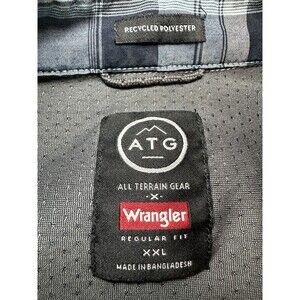 RECYCLED POLYESTER
ATG
ALL TERRAIN GEAR
-X-
Wrangler
REGULAR FIT
XXL
MADE IN BANGLADESH